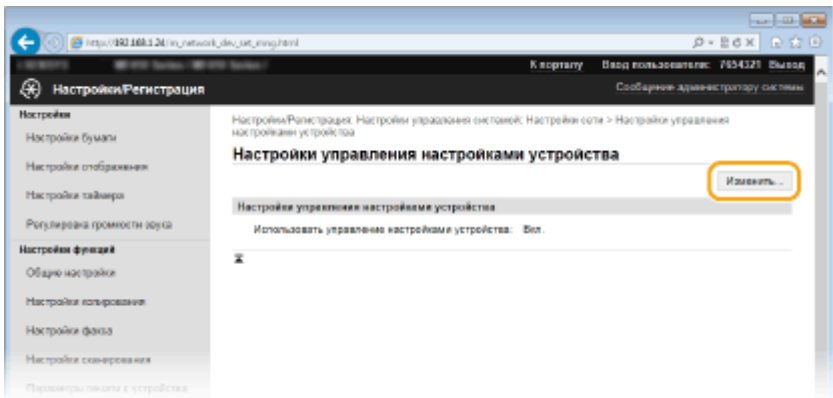 http://192.168.1.24/m_network_dev_set_mng.html
К порталу Вход пользователя: 7654321 Выход
Настройки/Регистрация
Сообщение администратору системы
Настройки
Настройки бумаги
Настройки отображения
Настройки таймера
Регулировка громкости звука
Настройки функций
Общие настройки
Настройки копирования
Настройки факса
Настройки сканирования
Параметры печати с устройства
Настройки/Регистрация: Настройки управления системой: Настройки сети > Настройки управления
настройками устройства
Настройки управления настройками устройства
Изменить...
Настройки управления настройками устройства
Использовать управление настройками устройства: Вкл.